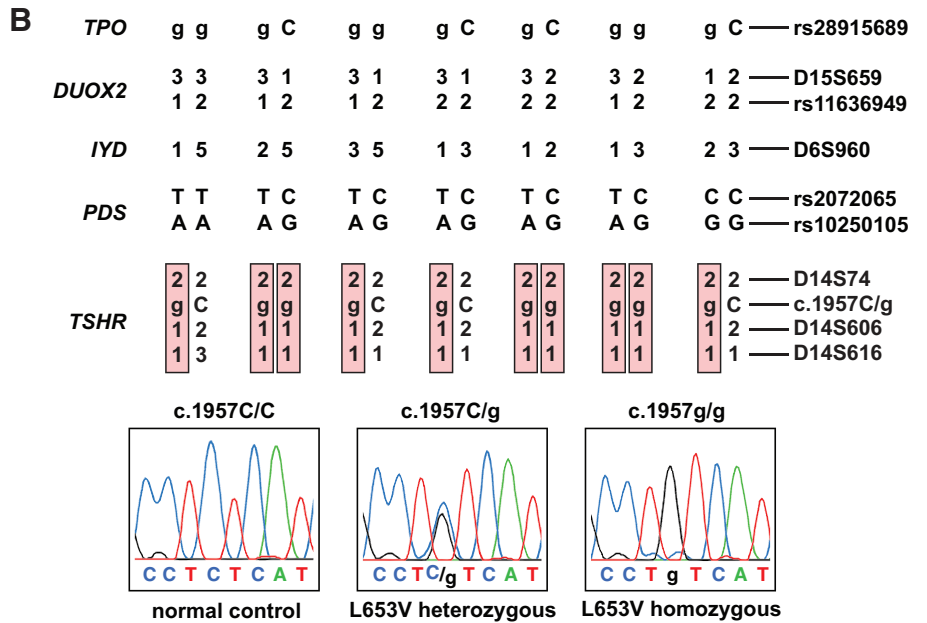 B
TPO g g g C g g g C g C g g g C rs28915689
DUOX2
3 3 3 1 3 1 3 1 3 2 3 2 1 2 D15S659
1 2 1 2 1 2 2 2 2 2 1 2 2 2 rs11636949
IYD 1 5 2 5 3 5 1 3 1 2 1 3 2 3 D6S960
PDS
T T T C T C T C T C T C C C rs2072065
A A A G A G A G A G A G G G rs10250105
TSHR
2 2 2 2 2 2 2 2 2 2 2 2 2 2 D14S74
g C g g g C g C g g g g g C c.1957C/g
1 2 1 1 1 2 1 2 1 1 1 1 1 2 D14S606
1 3 1 1 1 1 1 1 1 1 1 1 1 1 D14S616
c.1957C/C c.1957C/g c.1957g/g
C C T C T C A T C C T C/g T C A T C C T g T C A T
normal control L653V heterozygous L653V homozygous